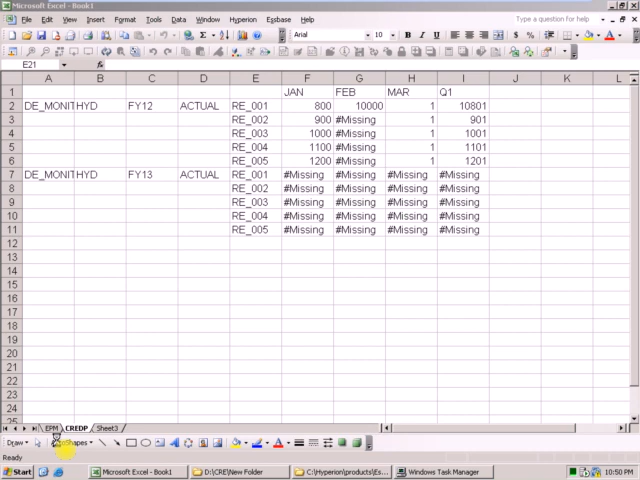 Microsoft Excel - Book1
File Edit View Insert Format Tools Data Window Hyperion Essbase Help Type a question for help
Arial 10
E21 fx
A B C D E F G H I J K L
1 JAN FEB MAR Q1
2 DE_MONIT HYD FY12 ACTUAL RE_001 800 10000 1 10801
3 RE_002 900 #Missing 1 901
4 RE_003 1000 #Missing 1 1001
5 RE_004 1100 #Missing 1 1101
6 RE_005 1200 #Missing 1 1201
7 DE_MONIT HYD FY13 ACTUAL RE_001 #Missing #Missing #Missing #Missing
8 RE_002 #Missing #Missing #Missing #Missing
9 RE_003 #Missing #Missing #Missing #Missing
10 RE_004 #Missing #Missing #Missing #Missing
11 RE_005 #Missing #Missing #Missing #Missing
12
13
14
15
16
17
18
19
20
21
22
23
24
25
EPM CREDP Sheet3
Draw Shapes
Ready
Start Microsoft Excel - Book1 D:\CRE\New Folder C:\Hyperion\products\Es... Windows Task Manager 10:50 PM